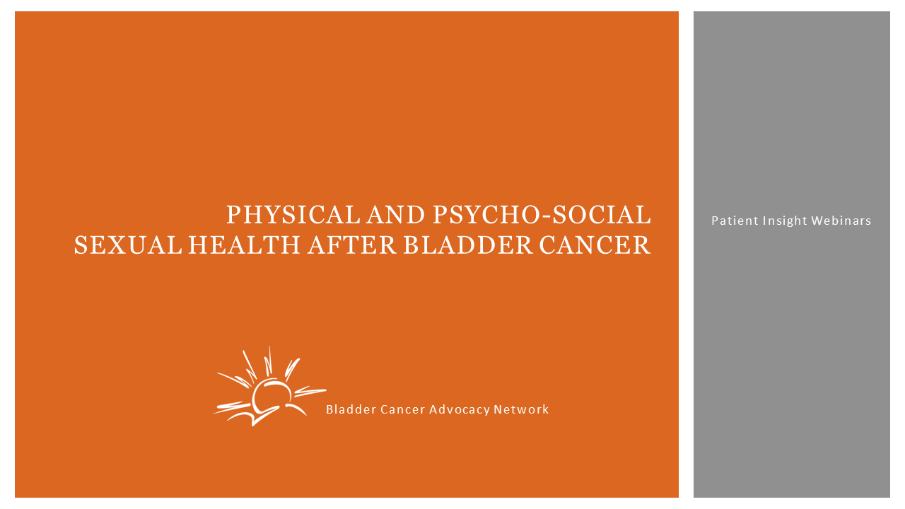 PHYSICAL AND PSYCHO-SOCIAL
SEXUAL HEALTH AFTER BLADDER CANCER
Bladder Cancer Advocacy Network
Patient Insight Webinars